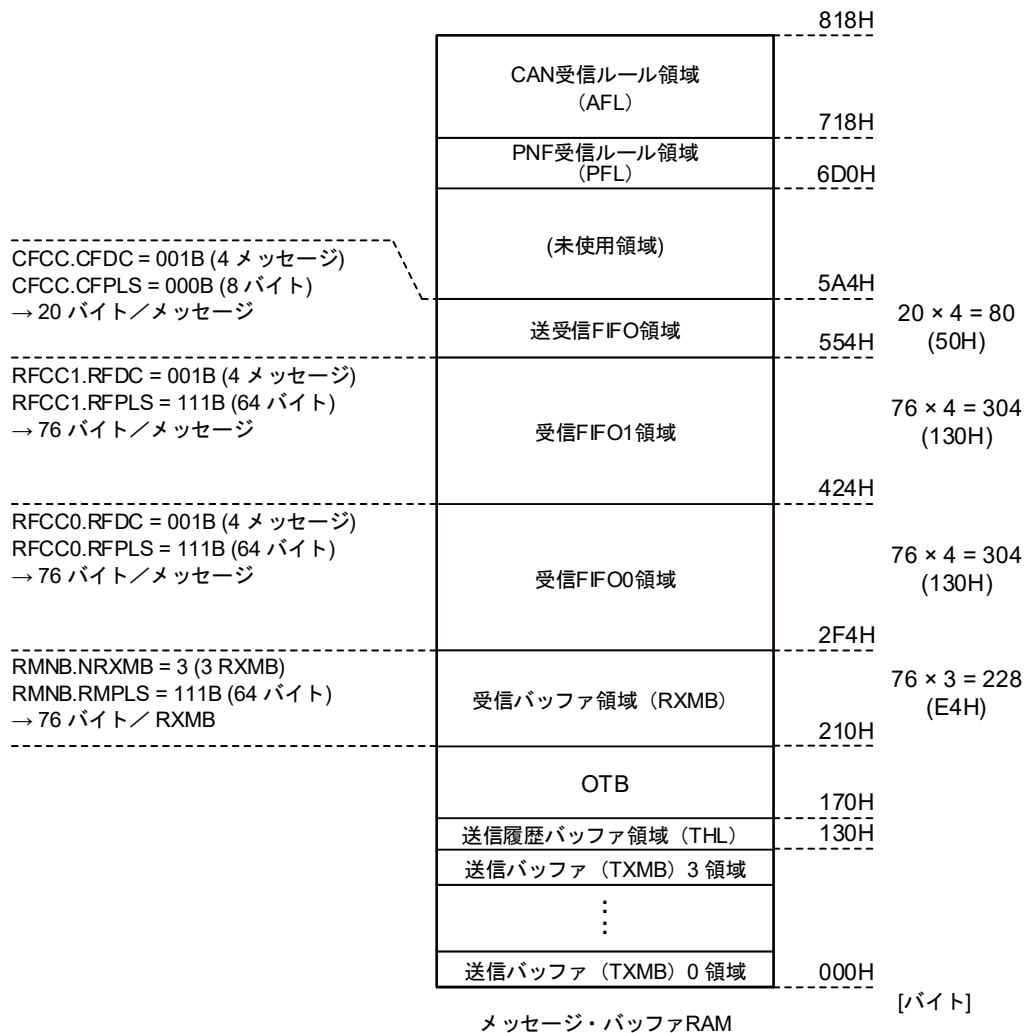 818H
CAN受信ルール領域
(AFL)
718H
PNF受信ルール領域
(PFL)
6D0H
(未使用領域)
CFCC.CFDC = 001B (4 メッセージ)
CFCC.CFPLS = 000B (8 バイト)
→ 20 バイト／メッセージ
5A4H
送受信FIFO領域
20 × 4 = 80
(50H)
554H
RFCC1.RFDC = 001B (4 メッセージ)
RFCC1.RFPLS = 111B (64 バイト)
→ 76 バイト／メッセージ
受信FIFO1領域
76 × 4 = 304
(130H)
424H
RFCC0.RFDC = 001B (4 メッセージ)
RFCC0.RFPLS = 111B (64 バイト)
→ 76 バイト／メッセージ
受信FIFO0領域
76 × 4 = 304
(130H)
2F4H
RMNB.NRXMB = 3 (3 RXMB)
RMNB.RMPLS = 111B (64 バイト)
→ 76 バイト／ RXMB
受信バッファ領域（RXMB）
76 × 3 = 228
(E4H)
210H
OTB
170H
送信履歴バッファ領域（THL）
130H
送信バッファ（TXMB）3 領域
送信バッファ（TXMB）0 領域
000H
[バイト]
メッセージ・バッファRAM